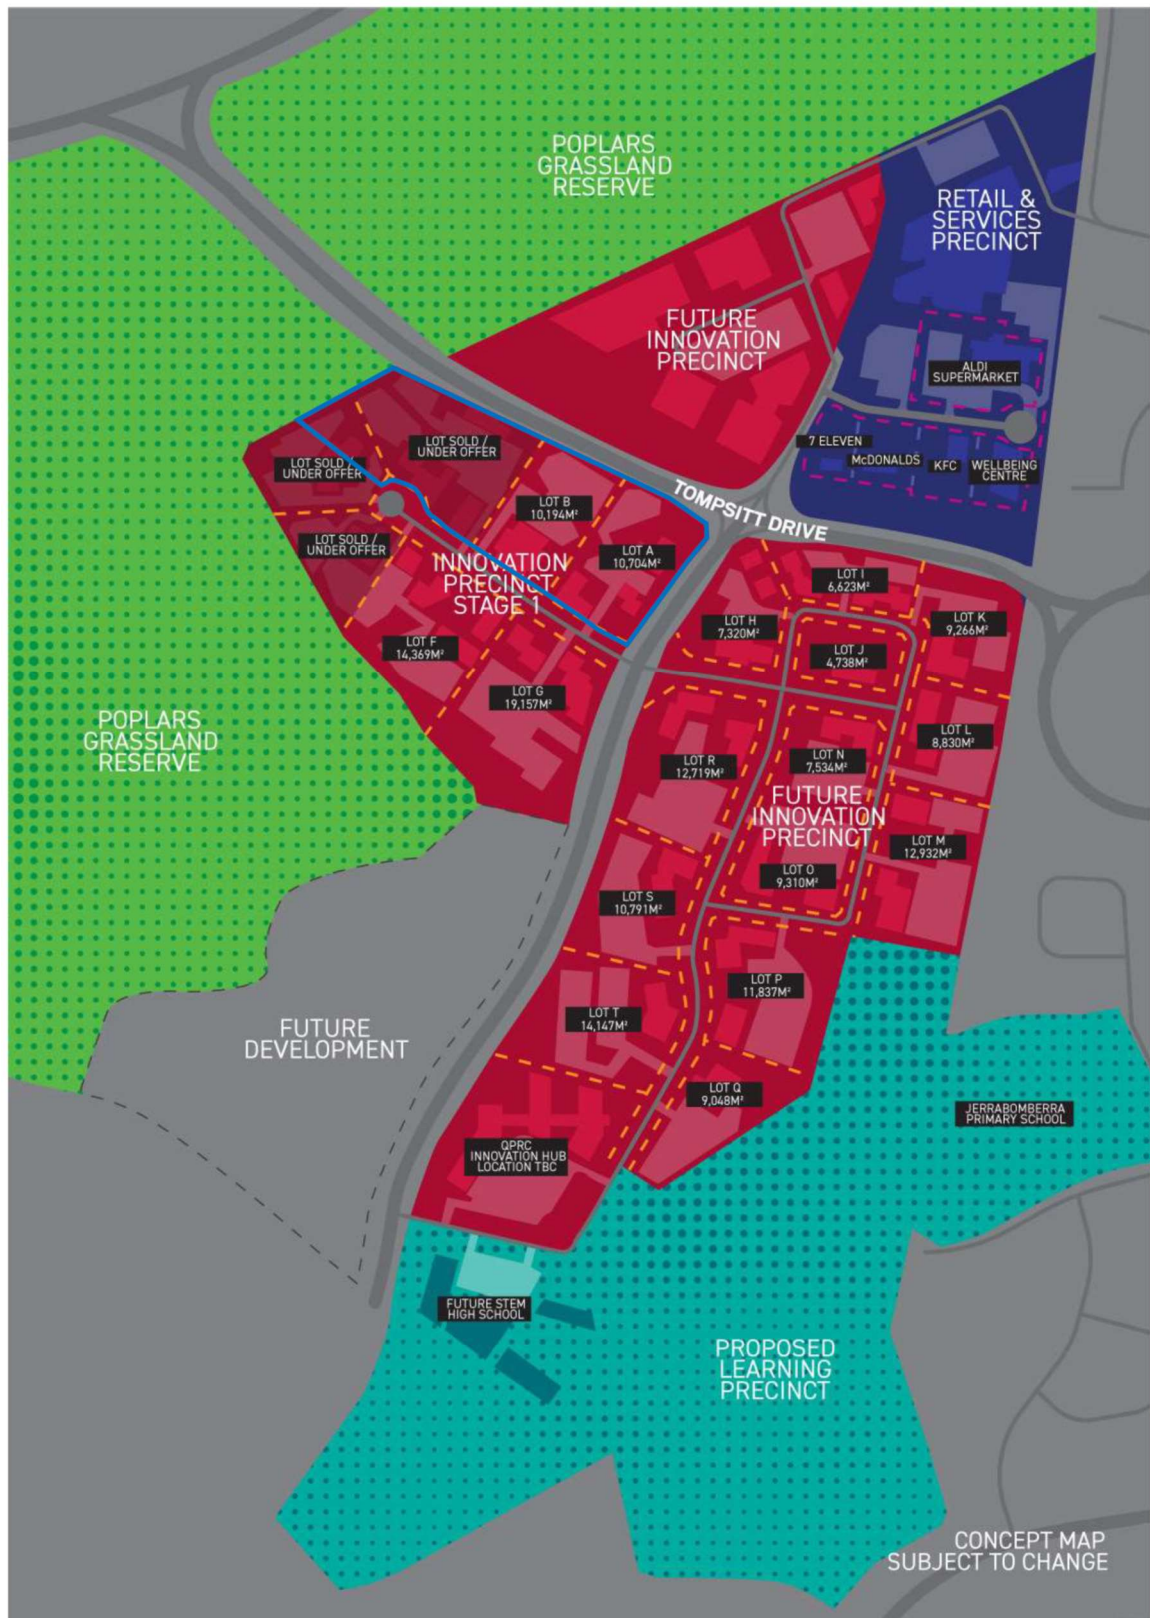 POPLARS
GRASSLAND
RESERVE
RETAIL &
SERVICES
PRECINCT
FUTURE
INNOVATION
PRECINCT
ALDI
SUPERMARKET
7 ELEVEN
McDONALDS
KFC
WELLBEING
CENTRE
LOT SOLD /
UNDER OFFER
LOT SOLD /
UNDER OFFER
LOT B
10,194M²
TOMPSITT DRIVE
LOT SOLD /
UNDER OFFER
LOT A
10,704M²
INNOVATION
PRECINCT
STAGE 1
LOT I
6,623M²
LOT H
7,320M²
LOT K
9,266M²
LOT F
14,369M²
LOT J
4,738M²
LOT G
19,157M²
POPLARS
GRASSLAND
RESERVE
LOT L
8,830M²
LOT R
12,719M²
LOT N
7,534M²
FUTURE
INNOVATION
PRECINCT
LOT M
12,932M²
LOT O
9,310M²
LOT S
10,791M²
LOT P
11,837M²
LOT T
14,147M²
FUTURE
DEVELOPMENT
LOT Q
9,048M²
JERRABOMBERRA
PRIMARY SCHOOL
QPRC
INNOVATION HUB
LOCATION TBC
FUTURE STEM
HIGH SCHOOL
PROPOSED
LEARNING
PRECINCT
CONCEPT MAP
SUBJECT TO CHANGE